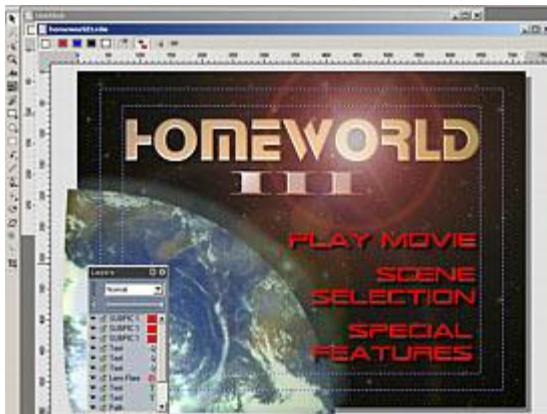 HOMEWORLD
III
PLAY MOVIE
SCENE
SELECTION
SPECIAL
FEATURES
Layers
Normal
SUBPIC 1
SUBPIC 1
SUBPIC 1
Text
Text
Text
Lens Flare
Text
Text
Path